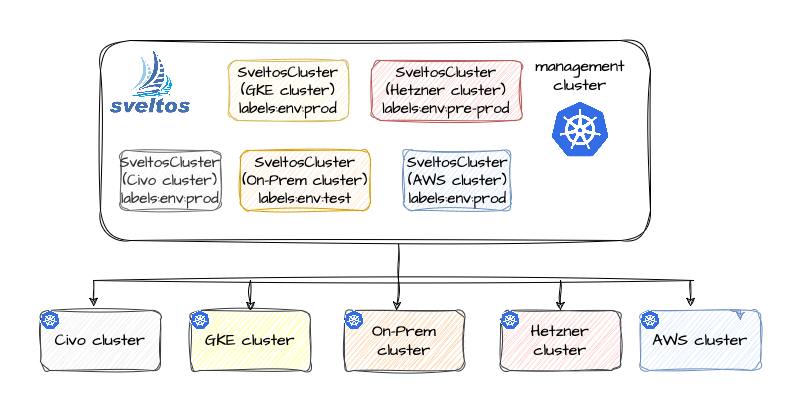 sveltos
SveltosCluster
(GKE cluster)
labels:env:prod
SveltosCluster
(Hetzner cluster)
labels:env:pre-prod
management
cluster
SveltosCluster
(Civo cluster)
labels:env:prod
SveltosCluster
(On-Prem cluster)
labels:env:test
SveltosCluster
(AWS cluster)
labels:env:prod
Civo cluster
GKE cluster
On-Prem
cluster
Hetzner
cluster
AWS cluster